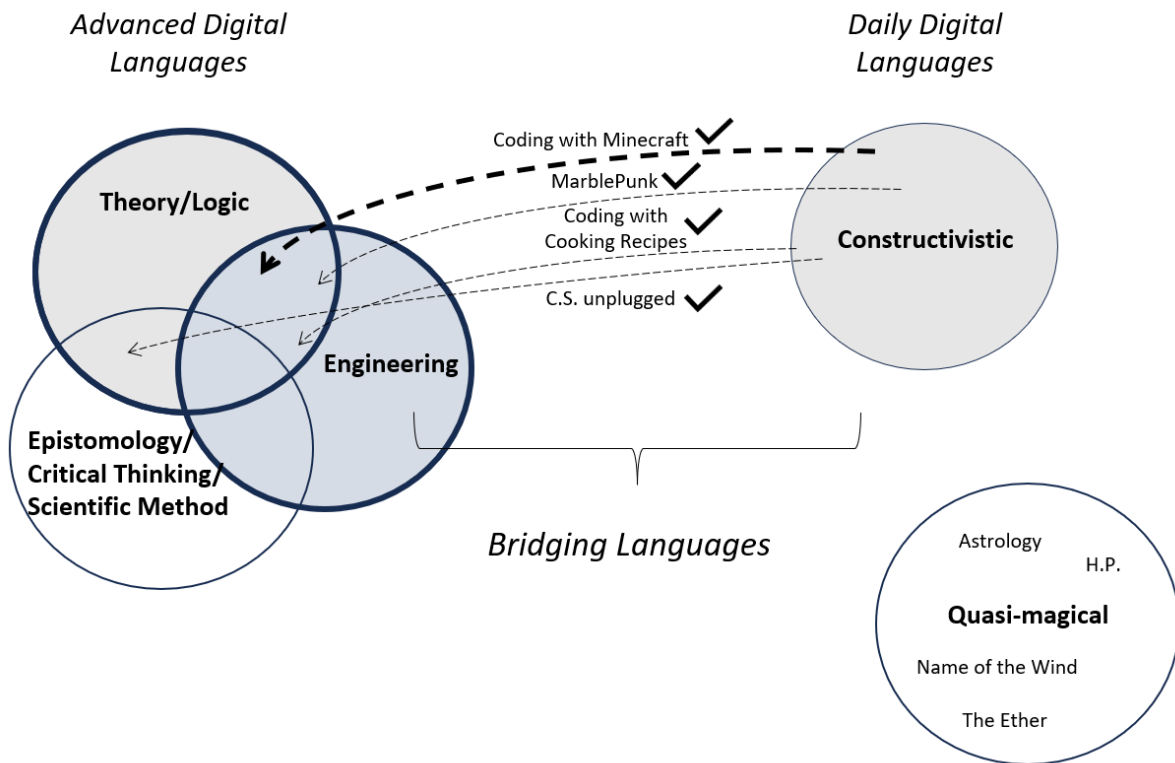 Advanced Digital
Languages
Daily Digital
Languages
Coding with Minecraft
MarblePunk
Coding with
Cooking Recipes
C.S. unplugged
Theory/Logic
Constructivistic
Engineering
Epistomology/
Critical Thinking/
Scientific Method
Bridging Languages
Astrology
H.P.
Quasi-magical
Name of the Wind
The Ether